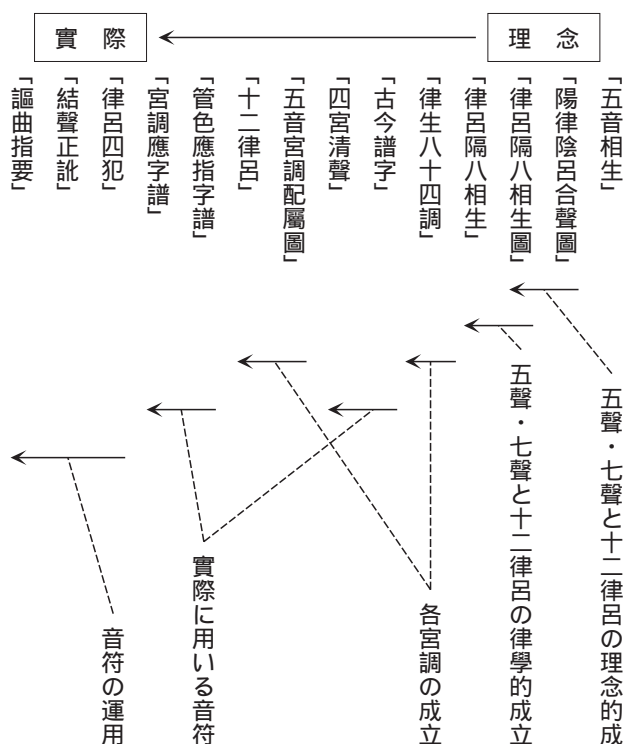 理念
實際
「五音相生」
「陽律陰呂合聲圖」
「律呂隔八相生圖」
「律呂隔八相生」
「律生八十四調」
「古今譜字」
「四宮清聲」
「五音宮調配屬圖」
「十二律呂」
「管色應指字譜」
「宮調應字譜」
「律呂四犯」
「結聲正訛」
「謳曲指要」
五聲・七聲と十二律呂の理念的成
五聲・七聲と十二律呂の律學的成立
各宮調の成立
實際に用いる音符
音符の運用